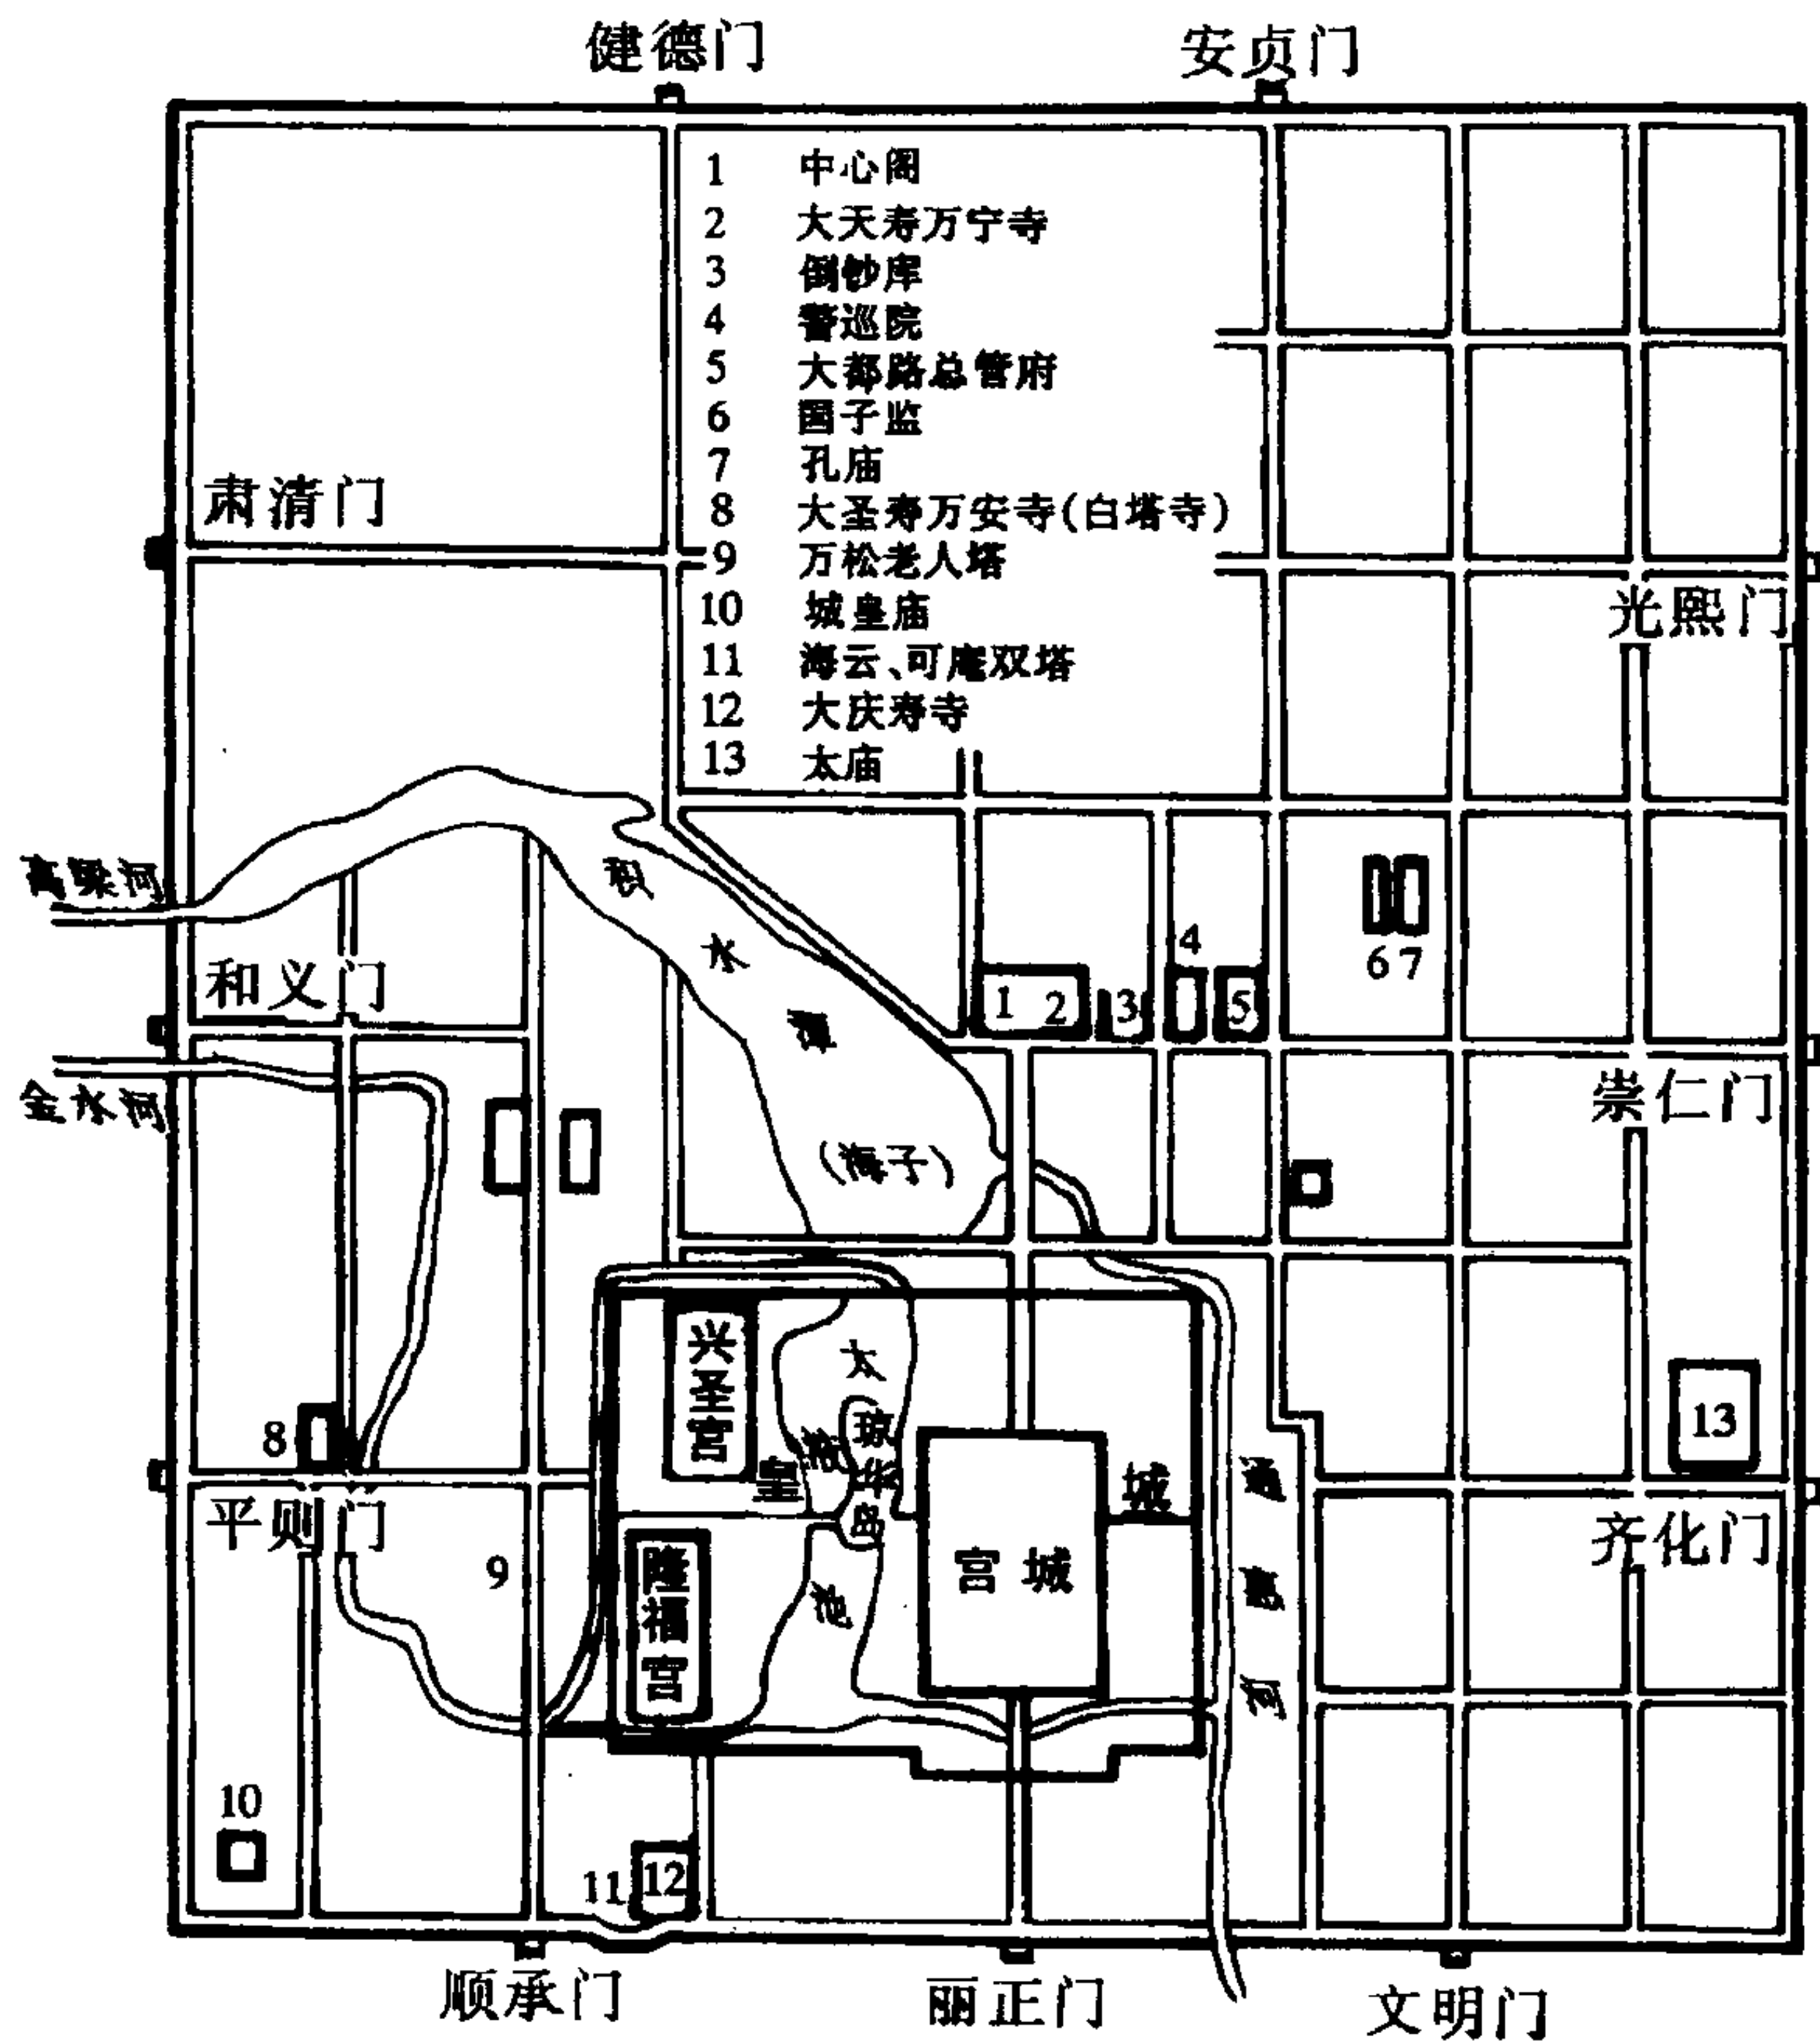 健德门
安贞门
1 中心阁
2 大天寿万宁寺
3 倒钞库
4 警巡院
5 大都路总管府
6 国子监
7 孔庙
8 大圣寿万安寺(白塔寺)
9 万松老人塔
10 城皇庙
11 海云、可庵双塔
12 大庆寿寺
13 太庙
肃清门
光熙门
高梁河
积水潭
(海子)
和义门
金水河
崇仁门
1
2
3
4
5
6 7
兴圣宫
太液池
琼华岛
皇城
宫城
隆福宫
通惠河
8
平则门
9
13
齐化门
10
11
12
顺承门
丽正门
文明门